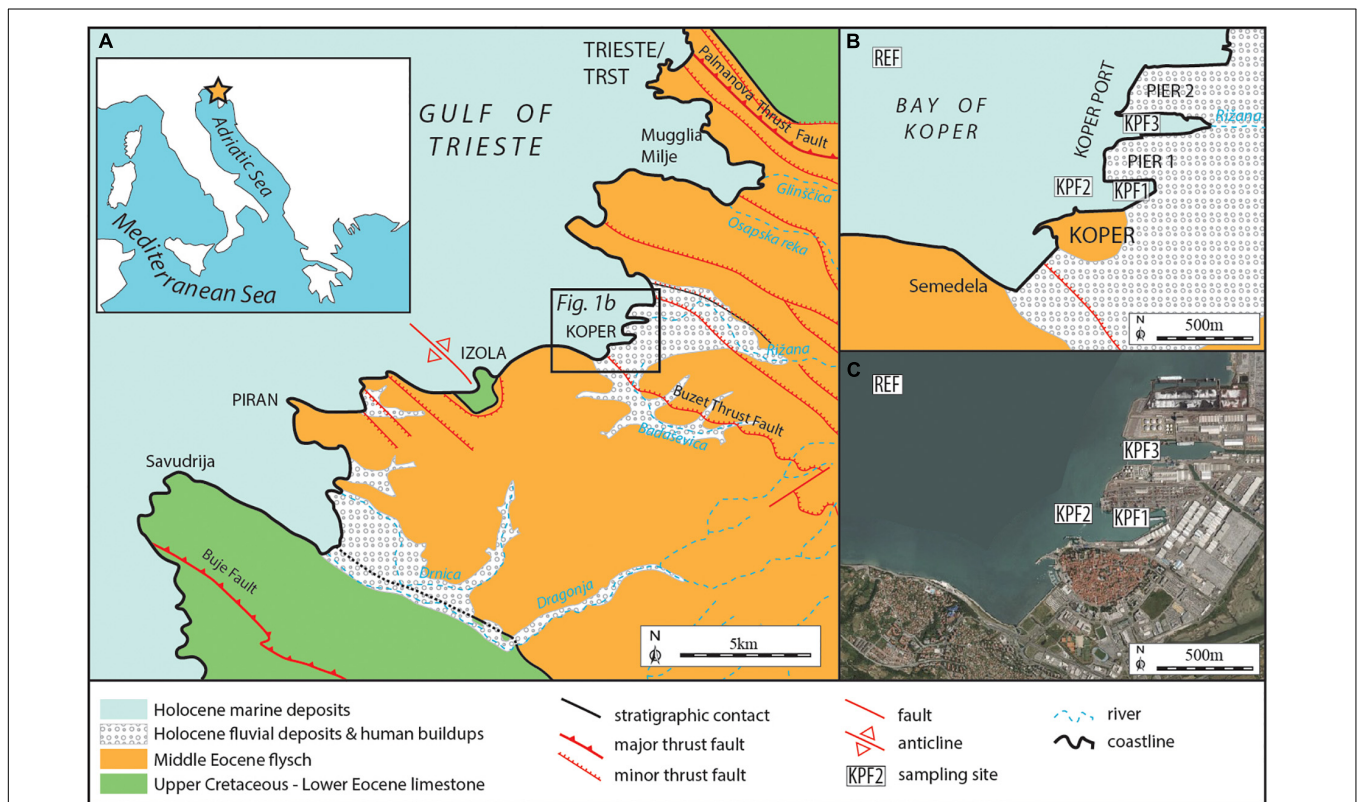 A
TRIESTE/
TRST
GULF OF
TRIESTE
Palmanova Thrust Fault
Mugglia
Milje
Glinščica
Osapska reka
Adriatic Sea
Mediterranean Sea
Fig. 1b
KOPER
IZOLA
Rižana
PIRAN
Buzet Thrust Fault
Badaševica
Savudrija
Buje Fault
Drnica
Dragonja
N
5km
B
REF
BAY OF
KOPER
KOPER PORT
PIER 2
KPF3
Rižana
PIER 1
KPF2
KPF1
KOPER
Semedela
N
500m
C
REF
KPF3
KPF2
KPF1
N
500m
Holocene marine deposits
Holocene fluvial deposits & human buildups
Middle Eocene flysch
Upper Cretaceous - Lower Eocene limestone
stratigraphic contact
major thrust fault
minor thrust fault
fault
anticline
KPF2 sampling site
river
coastline